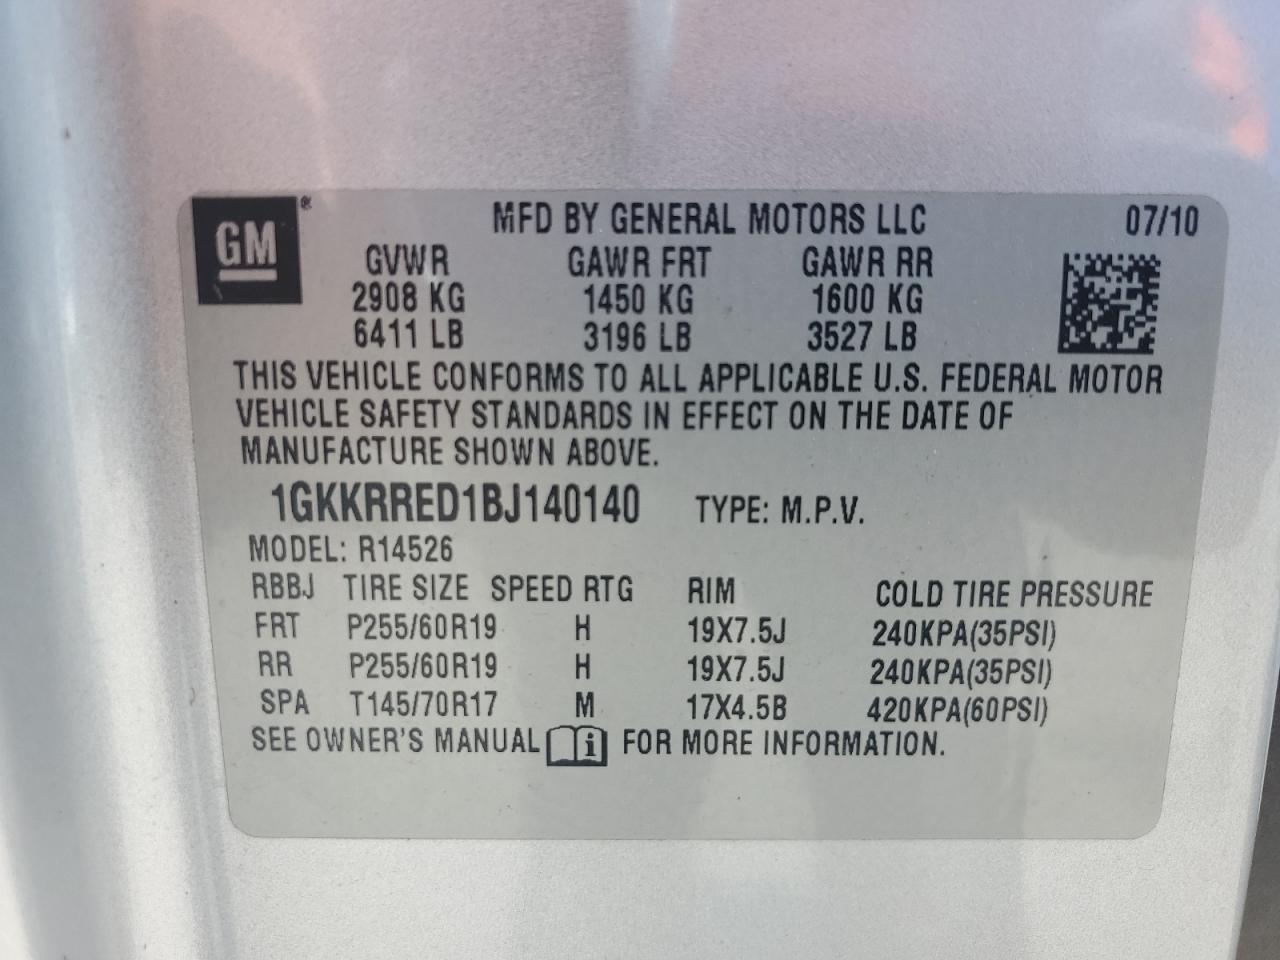 GM®
MFD BY GENERAL MOTORS LLC 07/10
GVWR GAWR FRT GAWR RR
2908 KG 1450 KG 1600 KG
6411 LB 3196 LB 3527 LB
THIS VEHICLE CONFORMS TO ALL APPLICABLE U.S. FEDERAL MOTOR
VEHICLE SAFETY STANDARDS IN EFFECT ON THE DATE OF
MANUFACTURE SHOWN ABOVE.
1GKKRRED1BJ140140 TYPE: M.P.V.
MODEL: R14526
RBBJ TIRE SIZE SPEED RTG RIM COLD TIRE PRESSURE
FRT P255/60R19 H 19X7.5J 240KPA(35PSI)
RR P255/60R19 H 19X7.5J 240KPA(35PSI)
SPA T145/70R17 M 17X4.5B 420KPA(60PSI)
SEE OWNER'S MANUAL i FOR MORE INFORMATION.